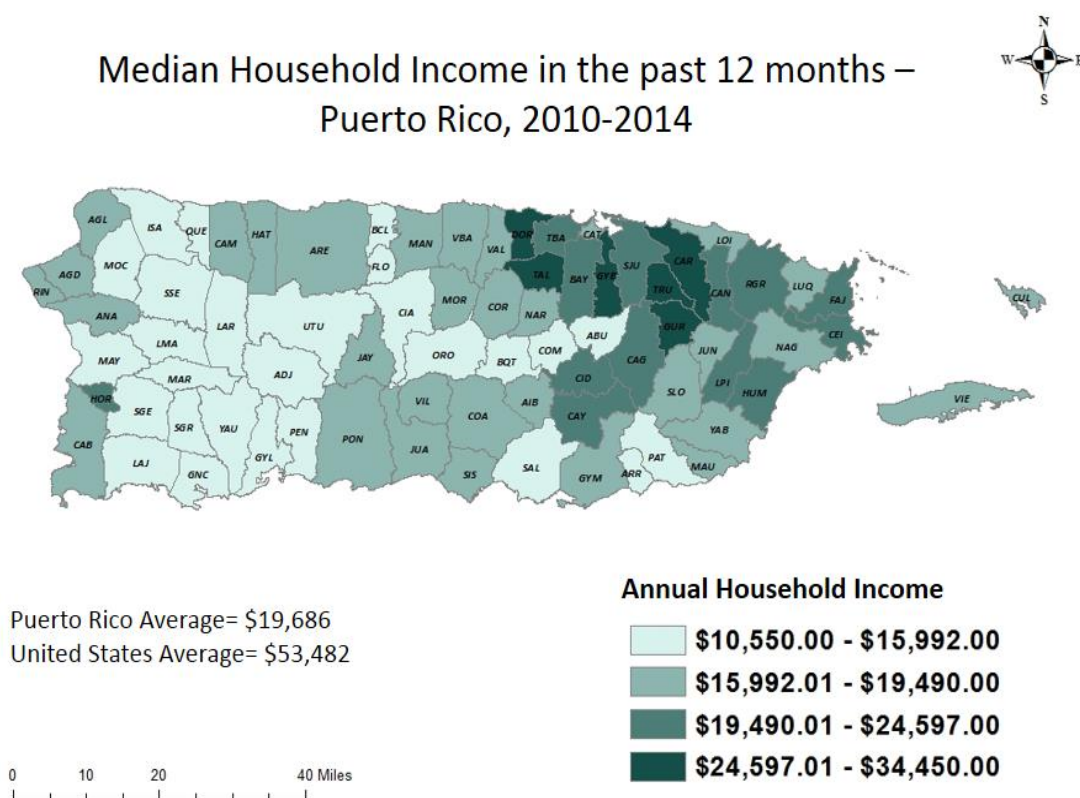 N
W E
S
Median Household Income in the past 12 months –
Puerto Rico, 2010-2014
AGL ISA QUE CAM HAT ARE BCL MAN VBA VAL DOR TBA CAT SJU CAR LOI
MOC FLO TAL BAY GYB TRU CAN RGR LUQ FAJ CUL
AGD RIN ANA SSE LAR UTU CIA MOR COR NAR GUR CEI
MAY LMA MAR ADJ JAY ORO BQT COM ABU CAG JUN NAG
HOR SGE SGR YAU PEN VIL COA AIB CID CAY SLO LPI HUM VIE
CAB LAJ GNC GYL PON JUA SIS SAL GYM ARR PAT MAU YAB
Puerto Rico Average= $19,686
United States Average= $53,482
Annual Household Income
$10,550.00 - $15,992.00
$15,992.01 - $19,490.00
$19,490.01 - $24,597.00
$24,597.01 - $34,450.00
0 10 20 40 Miles